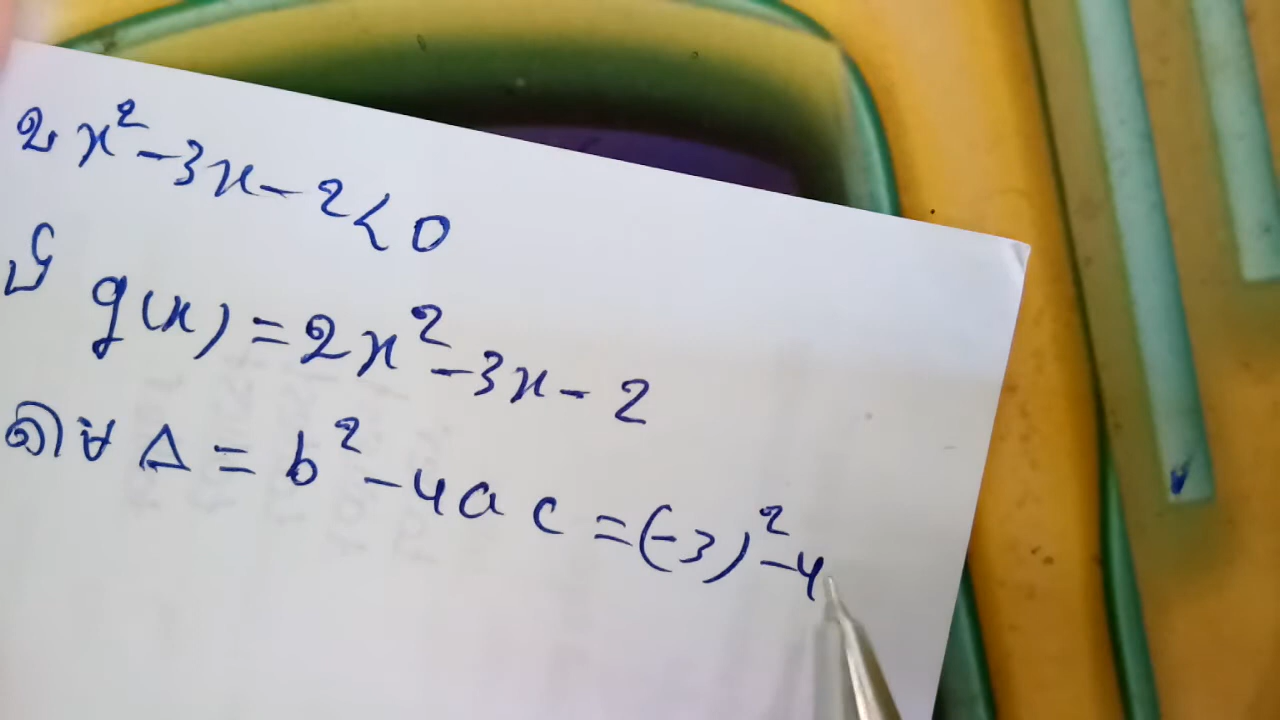 2x² - 3x - 2 < 0
g(x) = 2x² - 3x - 2
Δ = b² - 4ac = (-3)² - 4